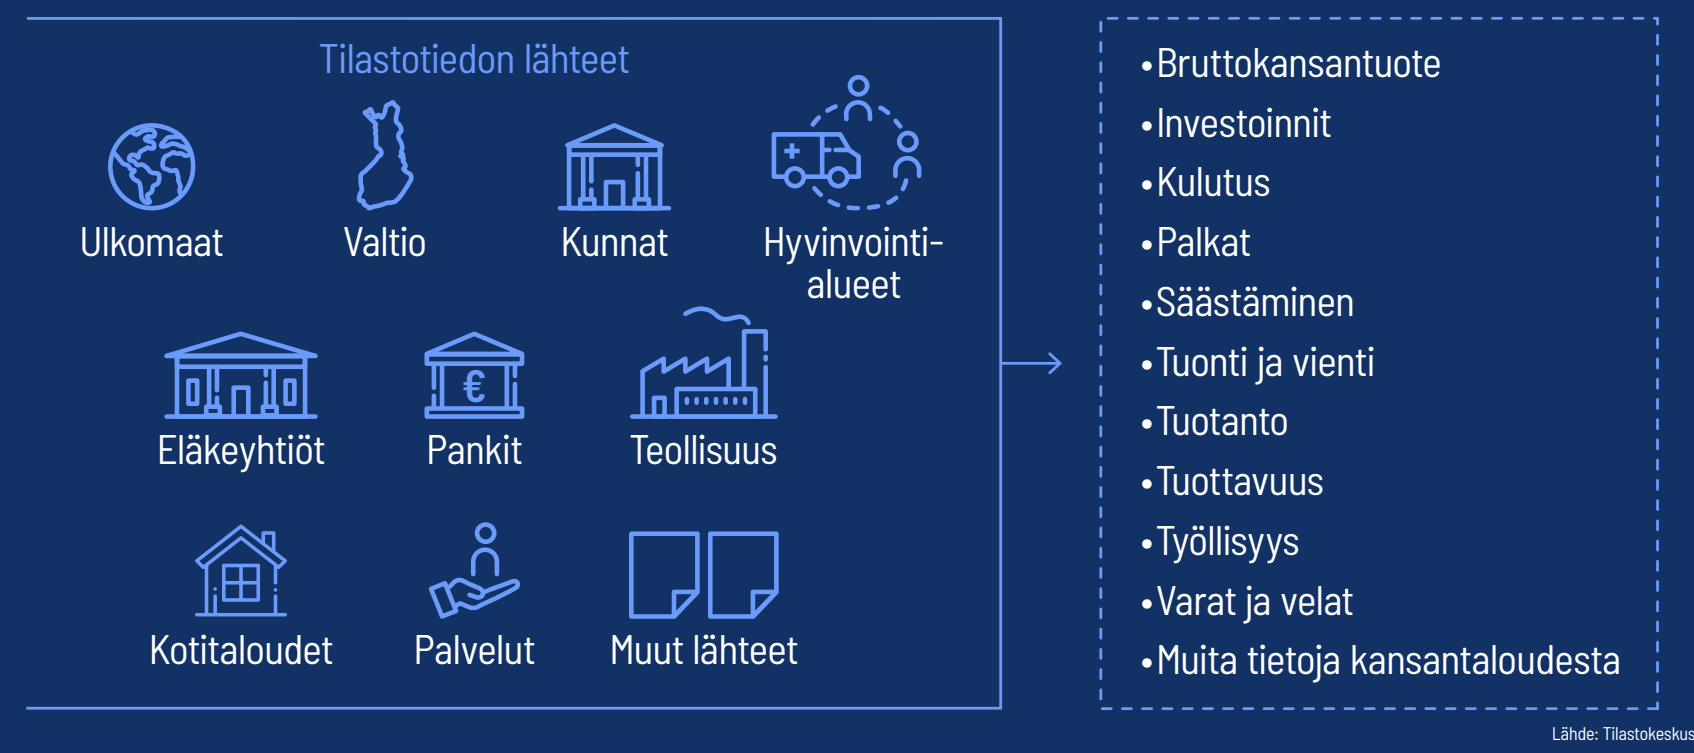 Tilastotiedon lähteet
Ulkomaat
Valtio
Kunnat
Hyvinvointi-
alueet
Eläkeyhtiöt
€
Pankit
Teollisuus
Kotitaloudet
Palvelut
Muut lähteet
•Bruttokansantuote
•Investoinnit
•Kulutus
•Palkat
•Säästäminen
•Tuonti ja vienti
•Tuotanto
•Tuottavuus
•Työllisyys
•Varat ja velat
•Muita tietoja kansantaloudesta
Lähde: Tilastokeskus